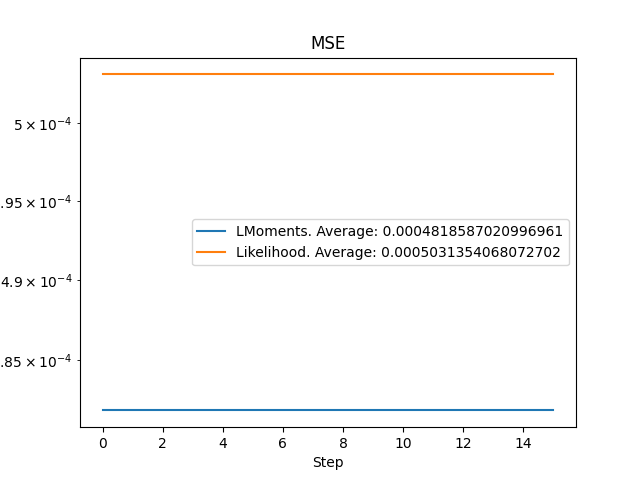 MSE
5 × 10⁻⁴
.95 × 10⁻⁴
4.9 × 10⁻⁴
.85 × 10⁻⁴
LMoments. Average: 0.0004818587020996961
Likelihood. Average: 0.0005031354068072702
0 2 4 6 8 10 12 14
Step